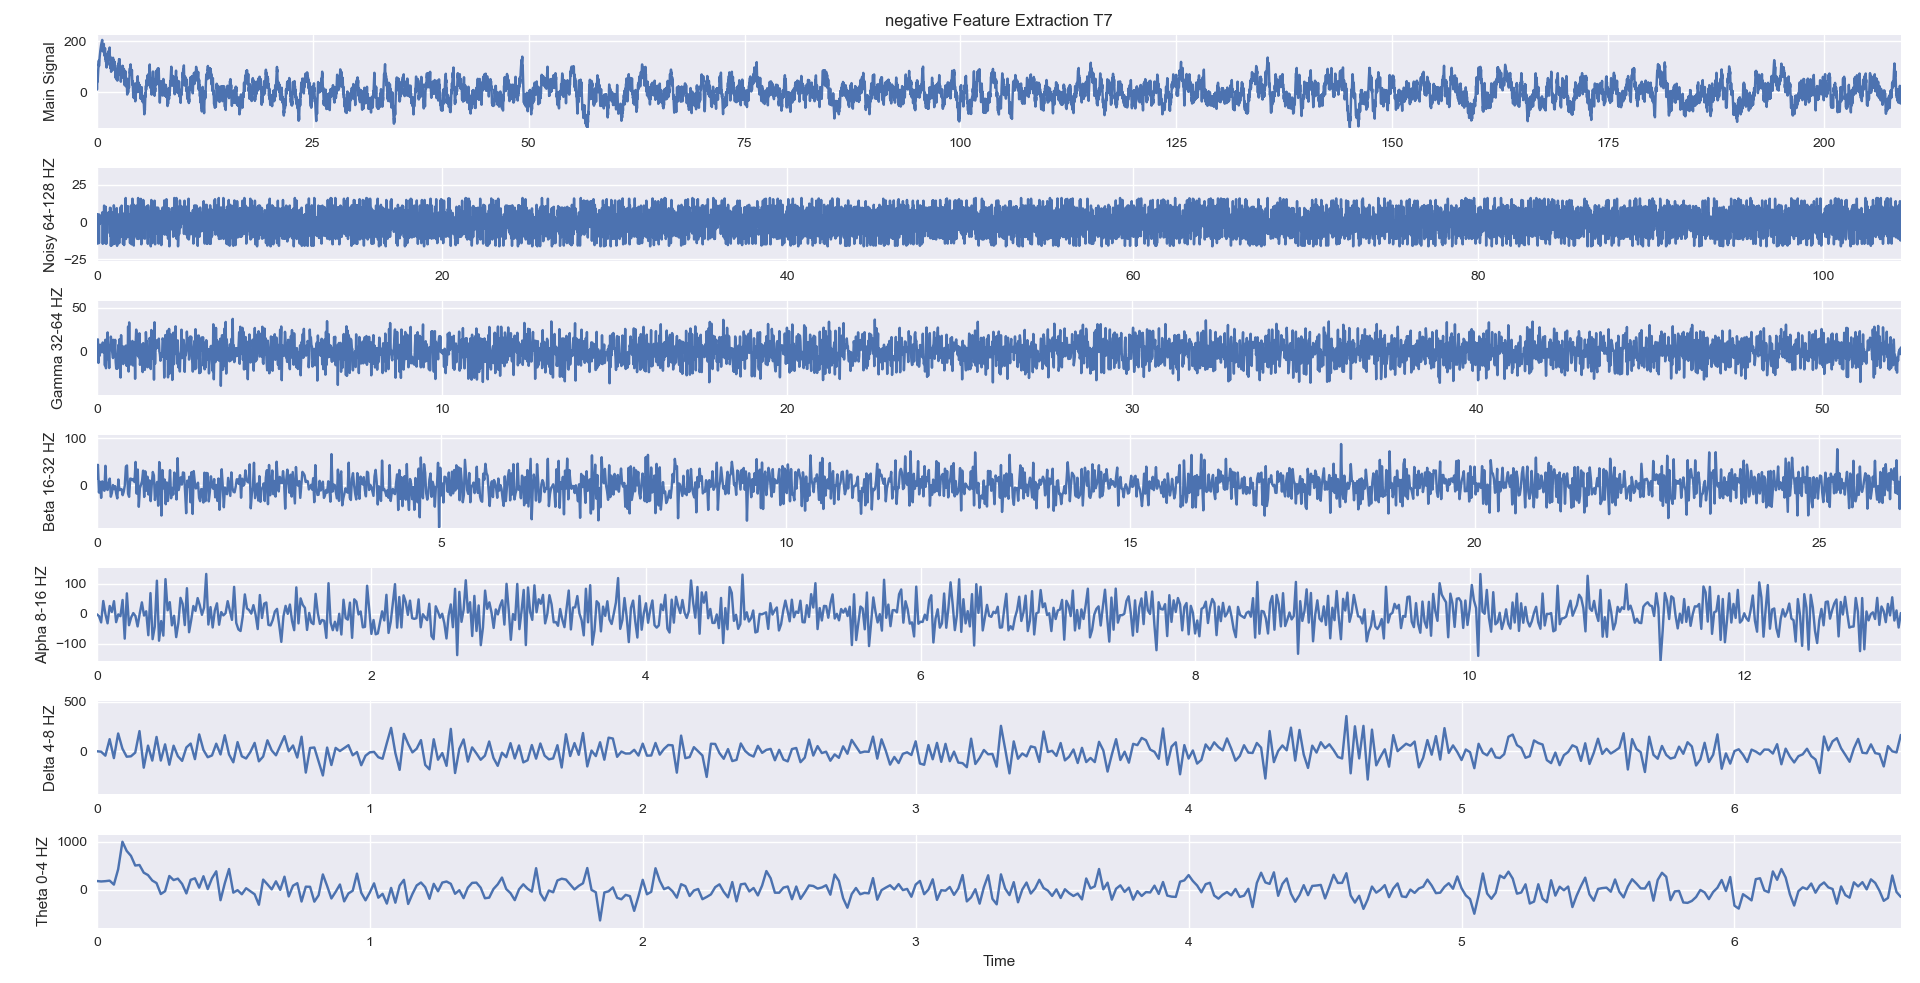 negative Feature Extraction T7
Main Signal
200
0
0 25 50 75 100 125 150 175 200
Noisy 64-128 HZ
25
0
−25
0 20 40 60 80 100
Gamma 32-64 HZ
50
0
0 10 20 30 40 50
Beta 16-32 HZ
100
0
0 5 10 15 20 25
Alpha 8-16 HZ
100
0
−100
0 2 4 6 8 10 12
Delta 4-8 HZ
500
0
0 1 2 3 4 5 6
Theta 0-4 HZ
1000
0
0 1 2 3 4 5 6
Time